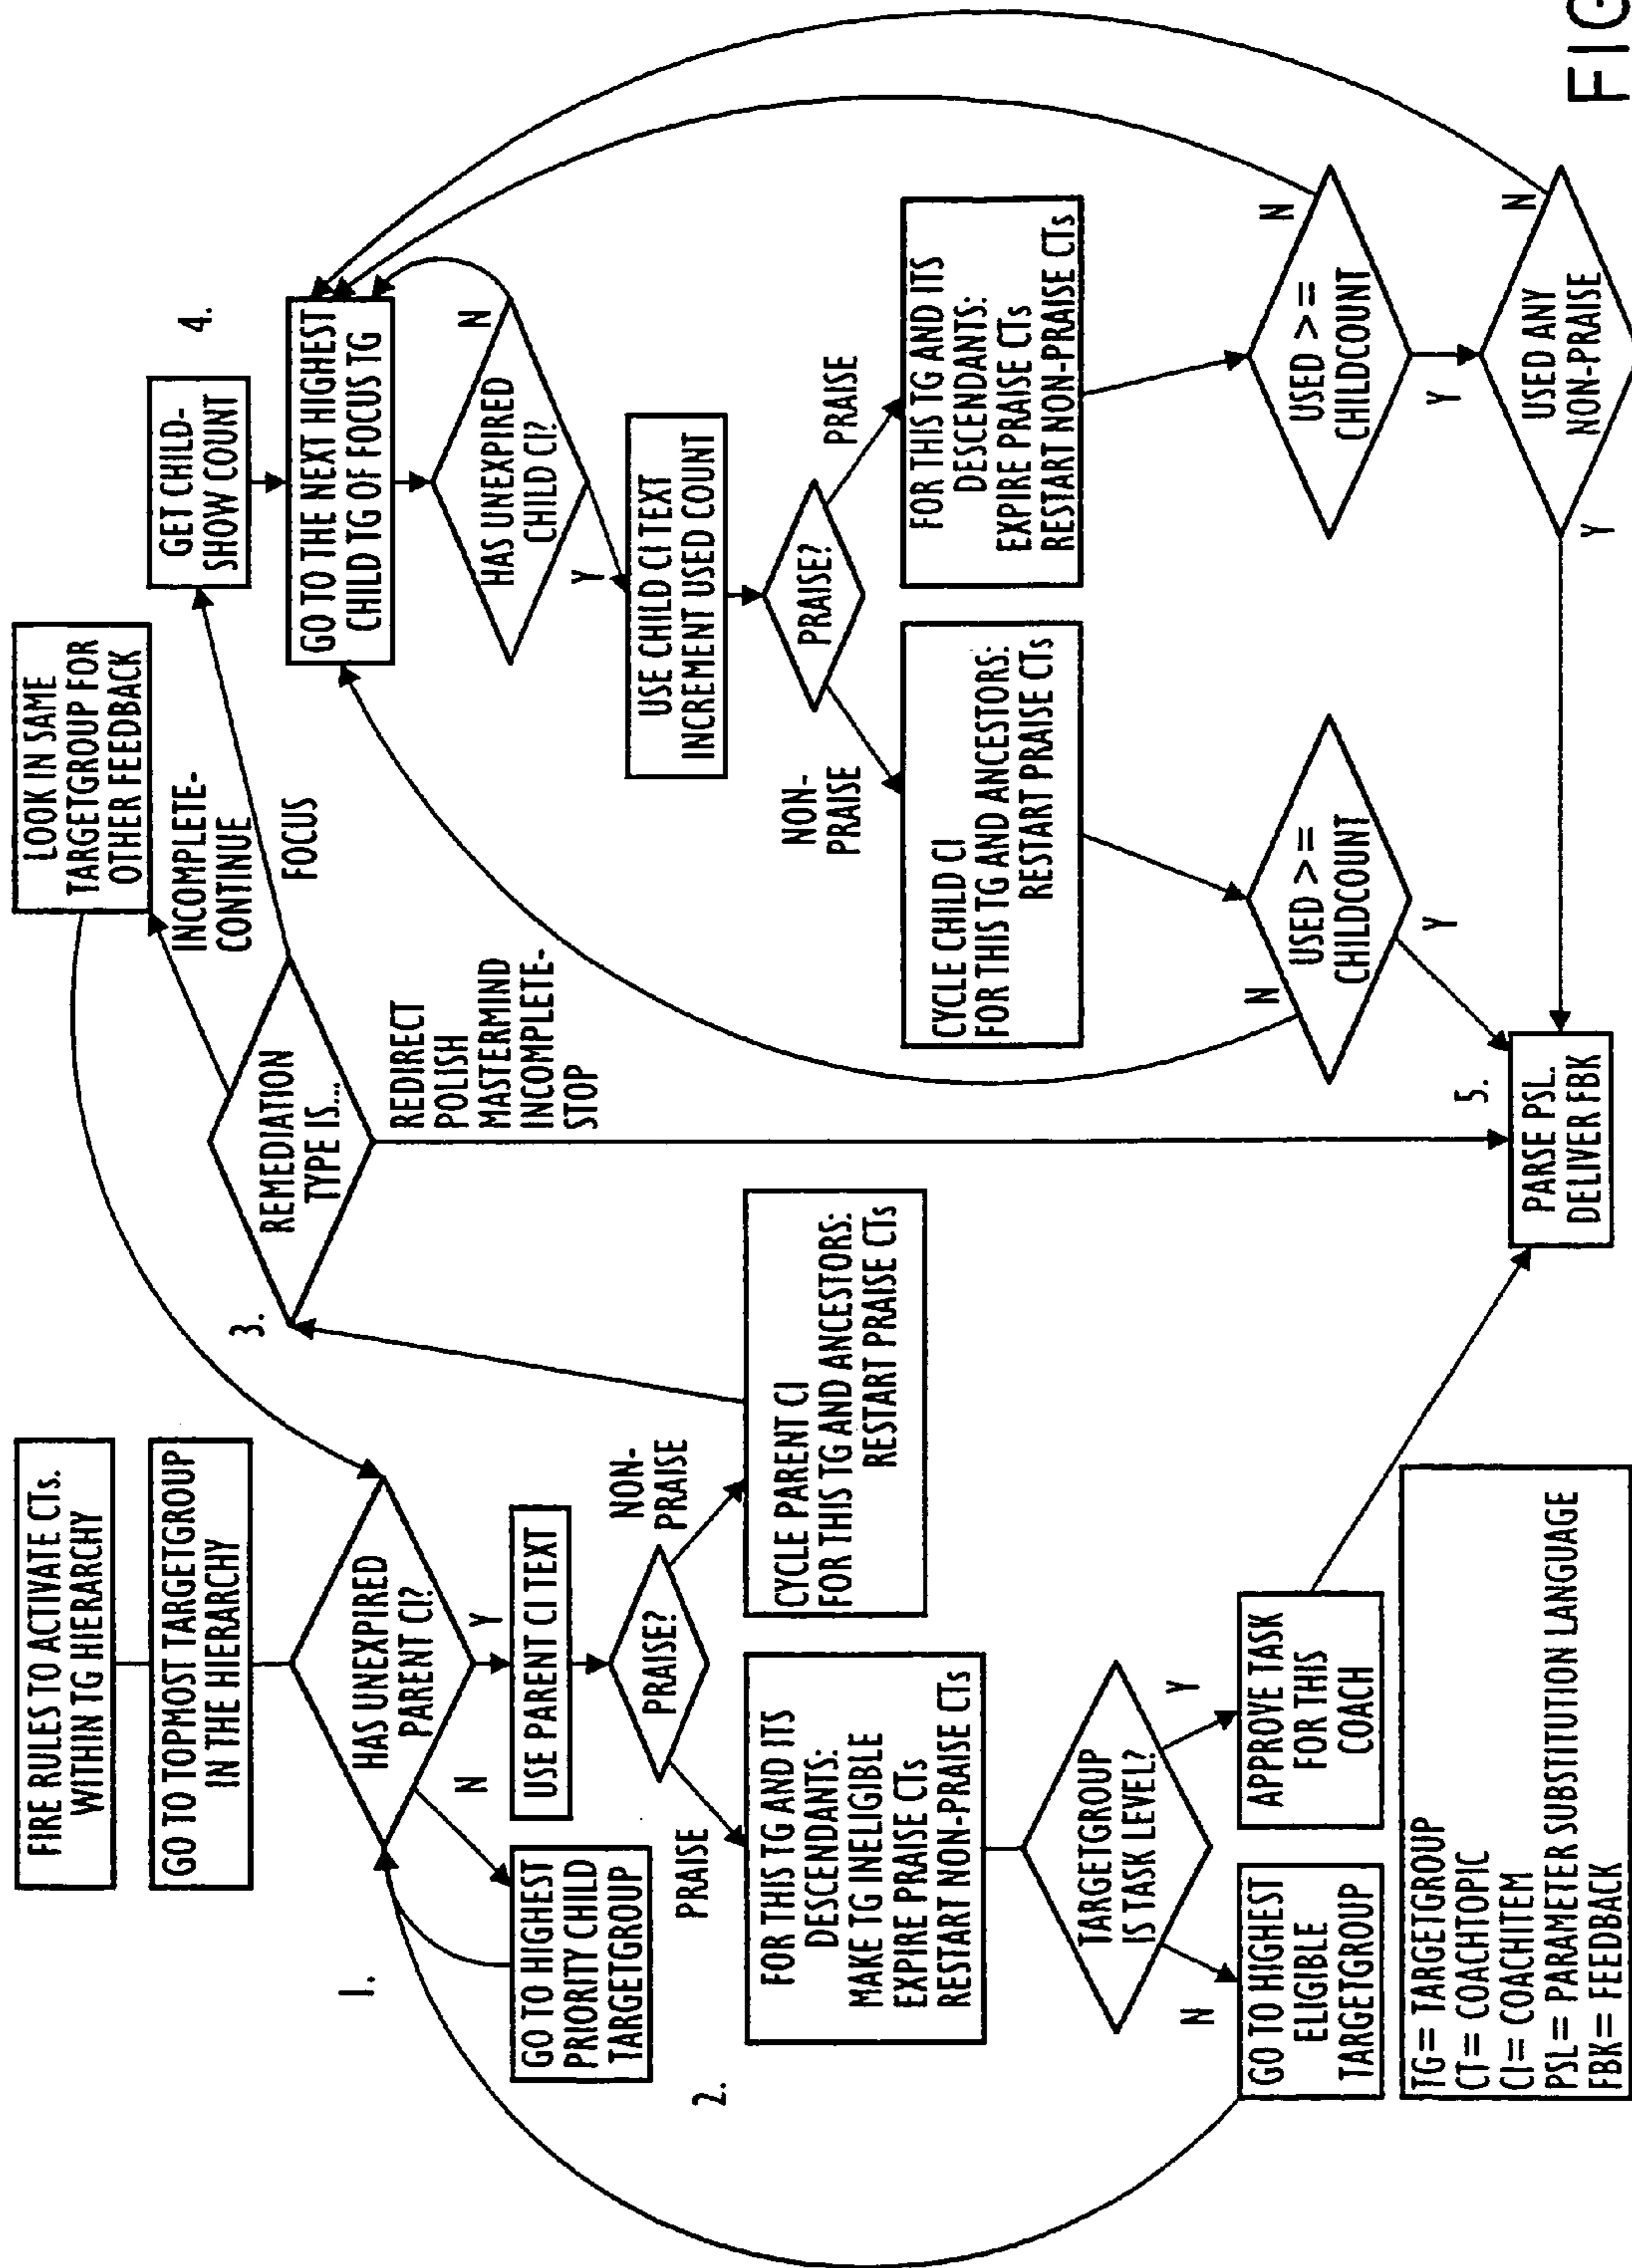 FIRE RULES TO ACTIVATE CTs.
WITHIN TG HIERARCHY
GO TO TOPMOST TARGETGROUP
IN THE HIERARCHY
1.
HAS UNEXPIRED
PARENT CI?
N
Y
GO TO HIGHEST
PRIORITY CHILD
TARGETGROUP
USE PARENT CI TEXT
PRAISE?
PRAISE
NON-
PRAISE
2.
FOR THIS TG AND ITS
DESCENDANTS:
MAKE TG INELIGIBLE
EXPIRE PRAISE CTs
RESTART NON-PRAISE CTs
CYCLE PARENT CI
FOR THIS TG AND ANCESTORS:
RESTART PRAISE CTs
TARGETGROUP
IS TASK LEVEL?
N
Y
GO TO HIGHEST
ELIGIBLE
TARGETGROUP
APPROVE TASK
FOR THIS
COACH
TG= TARGETGROUP
CT= COACHTOPIC
CI= COACHITEM
PSL= PARAMETER SUBSTITUTION LANGUAGE
FBK= FEEDBACK
3.
REMEDIATION
TYPE IS...
LOOK IN SAME
TARGETGROUP FOR
OTHER FEEDBACK
INCOMPLETE-
CONTINUE
FOCUS
REDIRECT
POLISH
MASTERMIND
INCOMPLETE-
STOP
4.
GET CHILD-
SHOW COUNT
GO TO THE NEXT HIGHEST
CHILD TG OF FOCUS TG
HAS UNEXPIRED
CHILD CI?
N
Y
USE CHILD CI TEXT
INCREMENT USED COUNT
PRAISE?
NON-
PRAISE
PRAISE
CYCLE CHILD CI
FOR THIS TG AND ANCESTORS:
RESTART PRAISE CTs
FOR THIS TG AND ITS
DESCENDANTS:
EXPIRE PRAISE CTs
RESTART NON-PRAISE CTs
USED >=
CHILDCOUNT
N
Y
USED >=
CHILDCOUNT
N
Y
USED ANY
NON-PRAISE
N
Y
5.
PARSE PSL.
DELIVER FBK